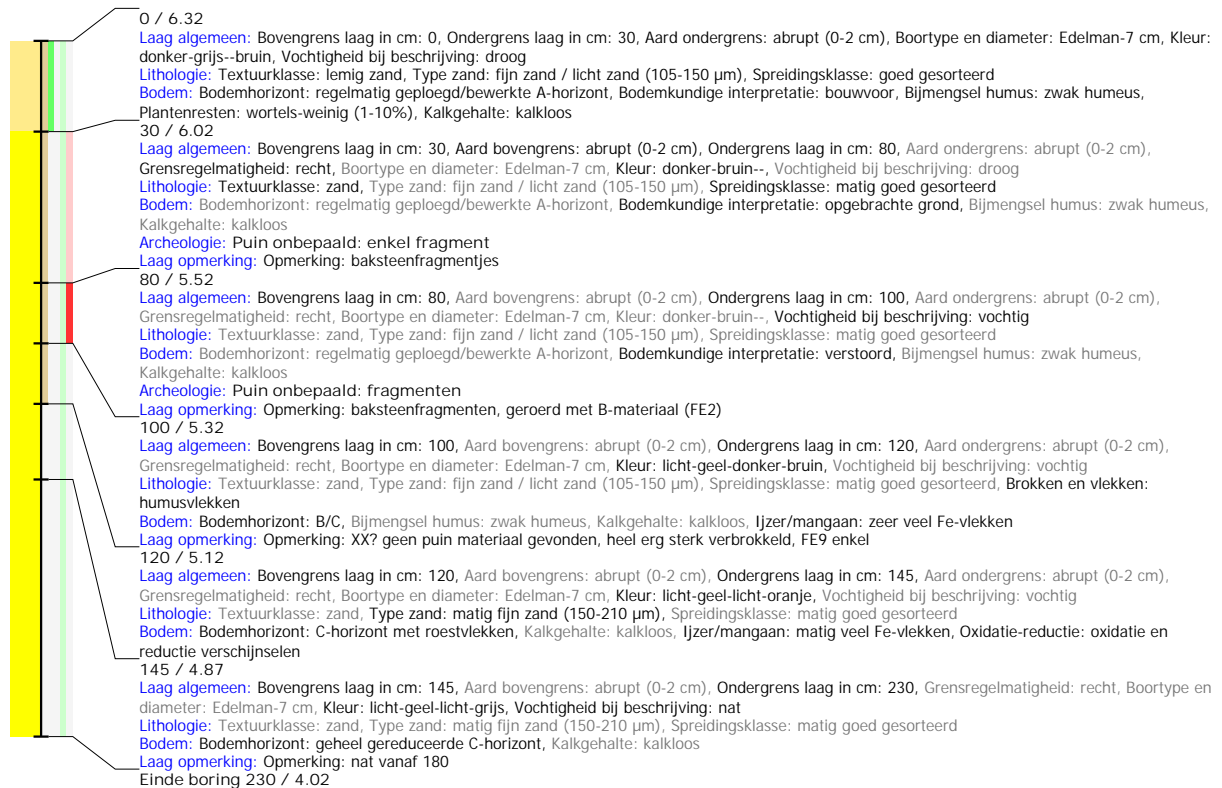 0 / 6.32
Laag algemeen: Bovengrens laag in cm: 0, Ondergrens laag in cm: 30, Aard ondergrens: abrupt (0-2 cm), Boortype en diameter: Edelman-7 cm, Kleur:
donker-grijs--bruin, Vochtigheid bij beschrijving: droog
Lithologie: Textuurklasse: lemig zand, Type zand: fijn zand / licht zand (105-150 µm), Spreidingsklasse: goed gesorteerd
Bodem: Bodemhorizont: regelmatig geploegd/bewerkte A-horizont, Bodemkundige interpretatie: bouwvoor, Bijmengsel humus: zwak humeus,
Plantenresten: wortels-weinig (1-10%), Kalkgehalte: kalkloos
30 / 6.02
Laag algemeen: Bovengrens laag in cm: 30, Aard bovengrens: abrupt (0-2 cm), Ondergrens laag in cm: 80, Aard ondergrens: abrupt (0-2 cm),
Grensregelmatigheid: recht, Boortype en diameter: Edelman-7 cm, Kleur: donker-bruin--, Vochtigheid bij beschrijving: droog
Lithologie: Textuurklasse: zand, Type zand: fijn zand / licht zand (105-150 µm), Spreidingsklasse: matig goed gesorteerd
Bodem: Bodemhorizont: regelmatig geploegd/bewerkte A-horizont, Bodemkundige interpretatie: opgebrachte grond, Bijmengsel humus: zwak humeus,
Kalkgehalte: kalkloos
Archeologie: Puin onbepaald: enkel fragment
Laag opmerking: Opmerking: baksteenfragmentjes
80 / 5.52
Laag algemeen: Bovengrens laag in cm: 80, Aard bovengrens: abrupt (0-2 cm), Ondergrens laag in cm: 100, Aard ondergrens: abrupt (0-2 cm),
Grensregelmatigheid: recht, Boortype en diameter: Edelman-7 cm, Kleur: donker-bruin--, Vochtigheid bij beschrijving: vochtig
Lithologie: Textuurklasse: zand, Type zand: fijn zand / licht zand (105-150 µm), Spreidingsklasse: matig goed gesorteerd
Bodem: Bodemhorizont: regelmatig geploegd/bewerkte A-horizont, Bodemkundige interpretatie: verstoord, Bijmengsel humus: zwak humeus,
Kalkgehalte: kalkloos
Archeologie: Puin onbepaald: fragmenten
Laag opmerking: Opmerking: baksteenfragmenten, geroerd met B-materiaal (FE2)
100 / 5.32
Laag algemeen: Bovengrens laag in cm: 100, Aard bovengrens: abrupt (0-2 cm), Ondergrens laag in cm: 120, Aard ondergrens: abrupt (0-2 cm),
Grensregelmatigheid: recht, Boortype en diameter: Edelman-7 cm, Kleur: licht-geel-donker-bruin, Vochtigheid bij beschrijving: vochtig
Lithologie: Textuurklasse: zand, Type zand: fijn zand / licht zand (105-150 µm), Spreidingsklasse: matig goed gesorteerd, Brokken en vlekken:
humusvlekken
Bodem: Bodemhorizont: B/C, Bijmengsel humus: zwak humeus, Kalkgehalte: kalkloos, Ijzer/mangaan: zeer veel Fe-vlekken
Laag opmerking: Opmerking: XX? geen puin materiaal gevonden, heel erg sterk verbrokkeld, FE9 enkel
120 / 5.12
Laag algemeen: Bovengrens laag in cm: 120, Aard bovengrens: abrupt (0-2 cm), Ondergrens laag in cm: 145, Aard ondergrens: abrupt (0-2 cm),
Grensregelmatigheid: recht, Boortype en diameter: Edelman-7 cm, Kleur: licht-geel-licht-oranje, Vochtigheid bij beschrijving: vochtig
Lithologie: Textuurklasse: zand, Type zand: matig fijn zand (150-210 µm), Spreidingsklasse: matig goed gesorteerd
Bodem: Bodemhorizont: C-horizont met roestvlekken, Kalkgehalte: kalkloos, Ijzer/mangaan: matig veel Fe-vlekken, Oxidatie-reductie: oxidatie en
reductie verschijnselen
145 / 4.87
Laag algemeen: Bovengrens laag in cm: 145, Aard bovengrens: abrupt (0-2 cm), Ondergrens laag in cm: 230, Grensregelmatigheid: recht, Boortype en
diameter: Edelman-7 cm, Kleur: licht-geel-licht-grijs, Vochtigheid bij beschrijving: nat
Lithologie: Textuurklasse: zand, Type zand: matig fijn zand (150-210 µm), Spreidingsklasse: matig goed gesorteerd
Bodem: Bodemhorizont: geheel gereduceerde C-horizont, Kalkgehalte: kalkloos
Laag opmerking: Opmerking: nat vanaf 180
Einde boring 230 / 4.02